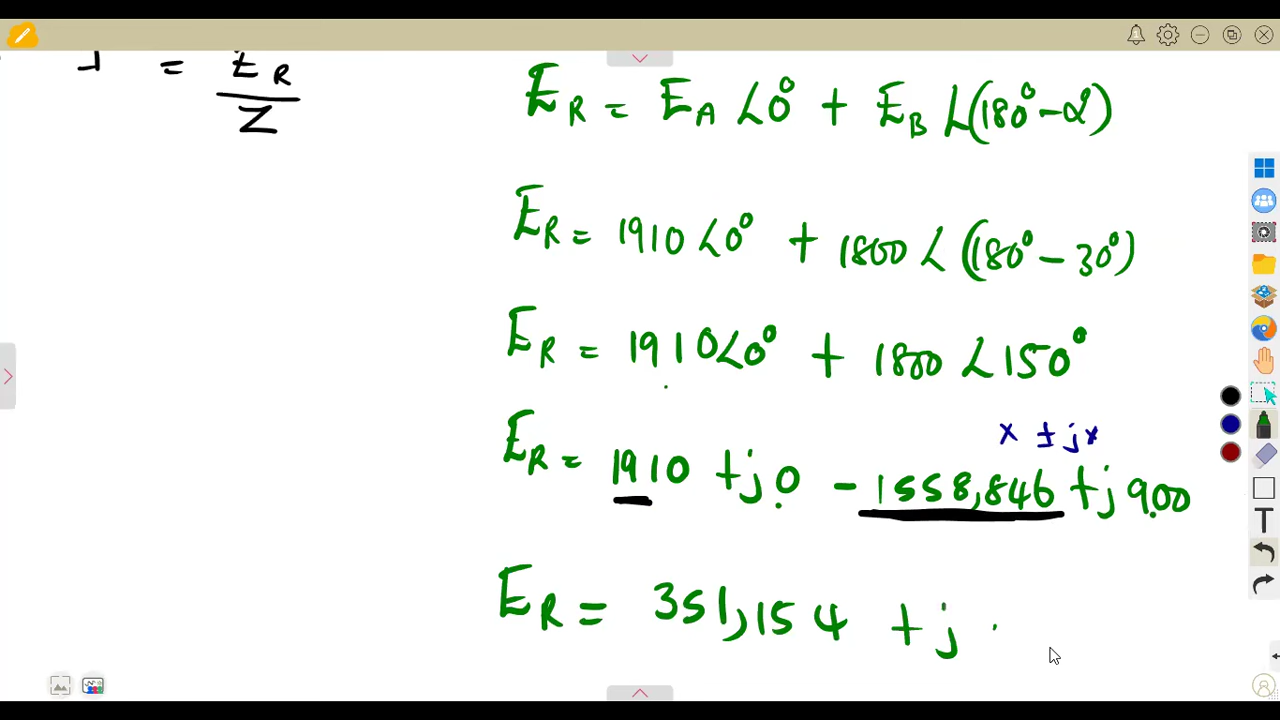 I = E_R / Z
E_R = E_A ∠0° + E_B ∠(180° - α)
E_R = 1910 ∠0° + 1800 ∠(180° - 30°)
E_R = 1910∠0° + 1800 ∠150°
x ± jx
E_R = 1910 + j0 - 1558,846 + j900
E_R = 351,154 + j